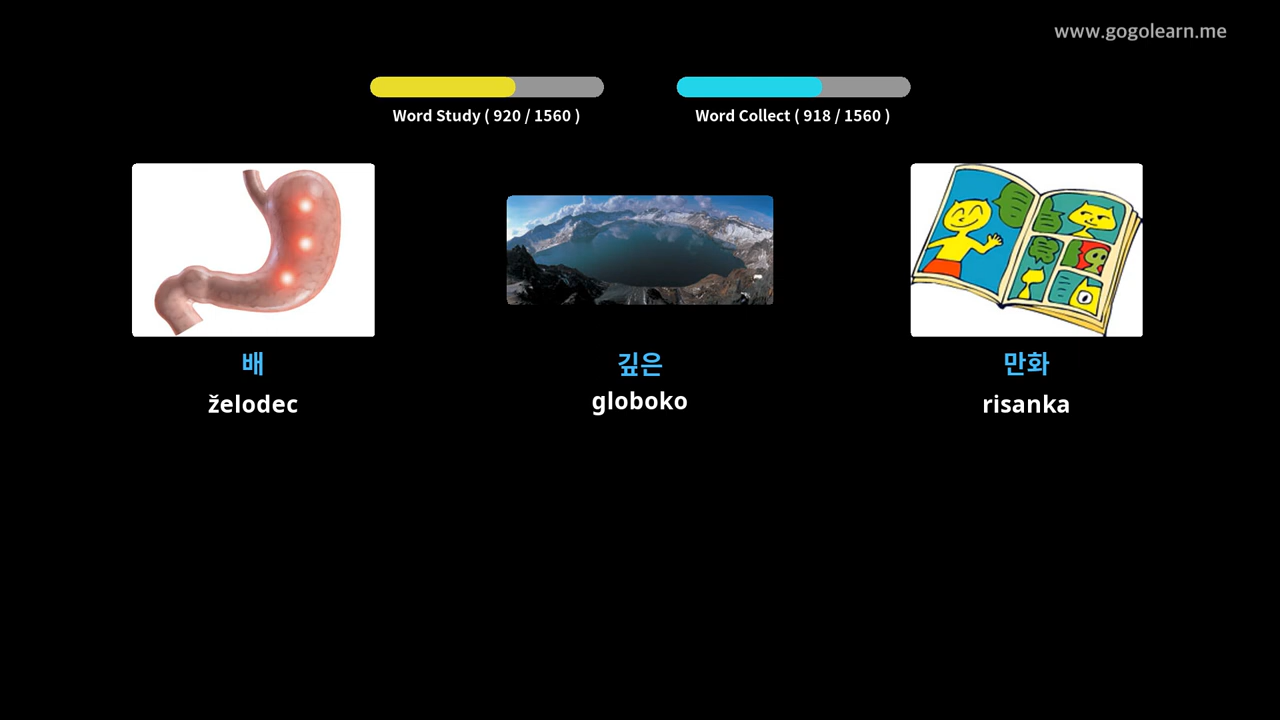 www.gogolearn.me
Word Study ( 920 / 1560 )
Word Collect ( 918 / 1560 )
배
깊은
만화
želodec
globoko
risanka